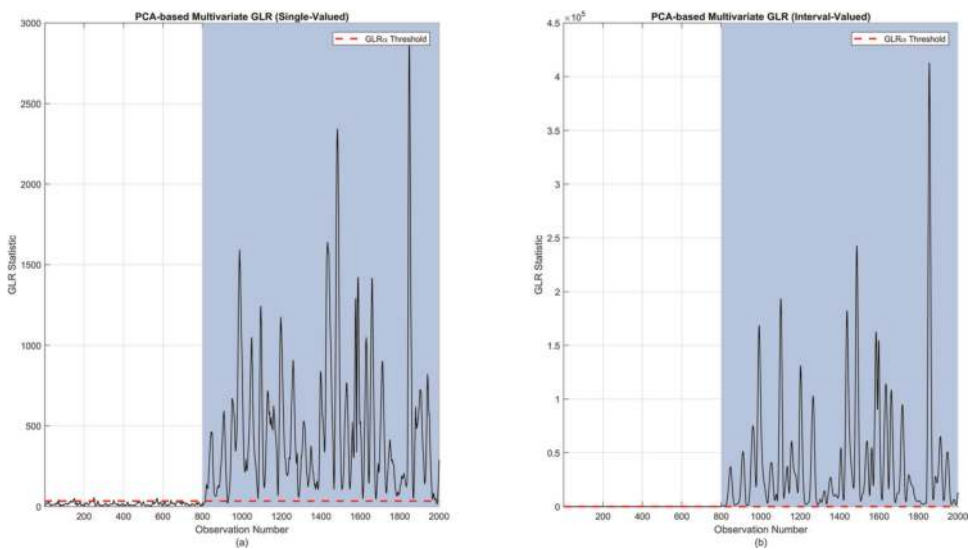 PCA-based Multivariate GLR (Single-Valued)
GLRα Threshold
3000
2500
2000
1500
1000
500
0
GLR Statistic
200 400 600 800 1000 1200 1400 1600 1800 2000
Observation Number
(a)
PCA-based Multivariate GLR (Interval-Valued)
×10⁵
GLRα Threshold
4.5
4
3.5
3
2.5
2
1.5
1
0.5
0
GLR Statistic
200 400 600 800 1000 1200 1400 1600 1800 2000
Observation Number
(b)